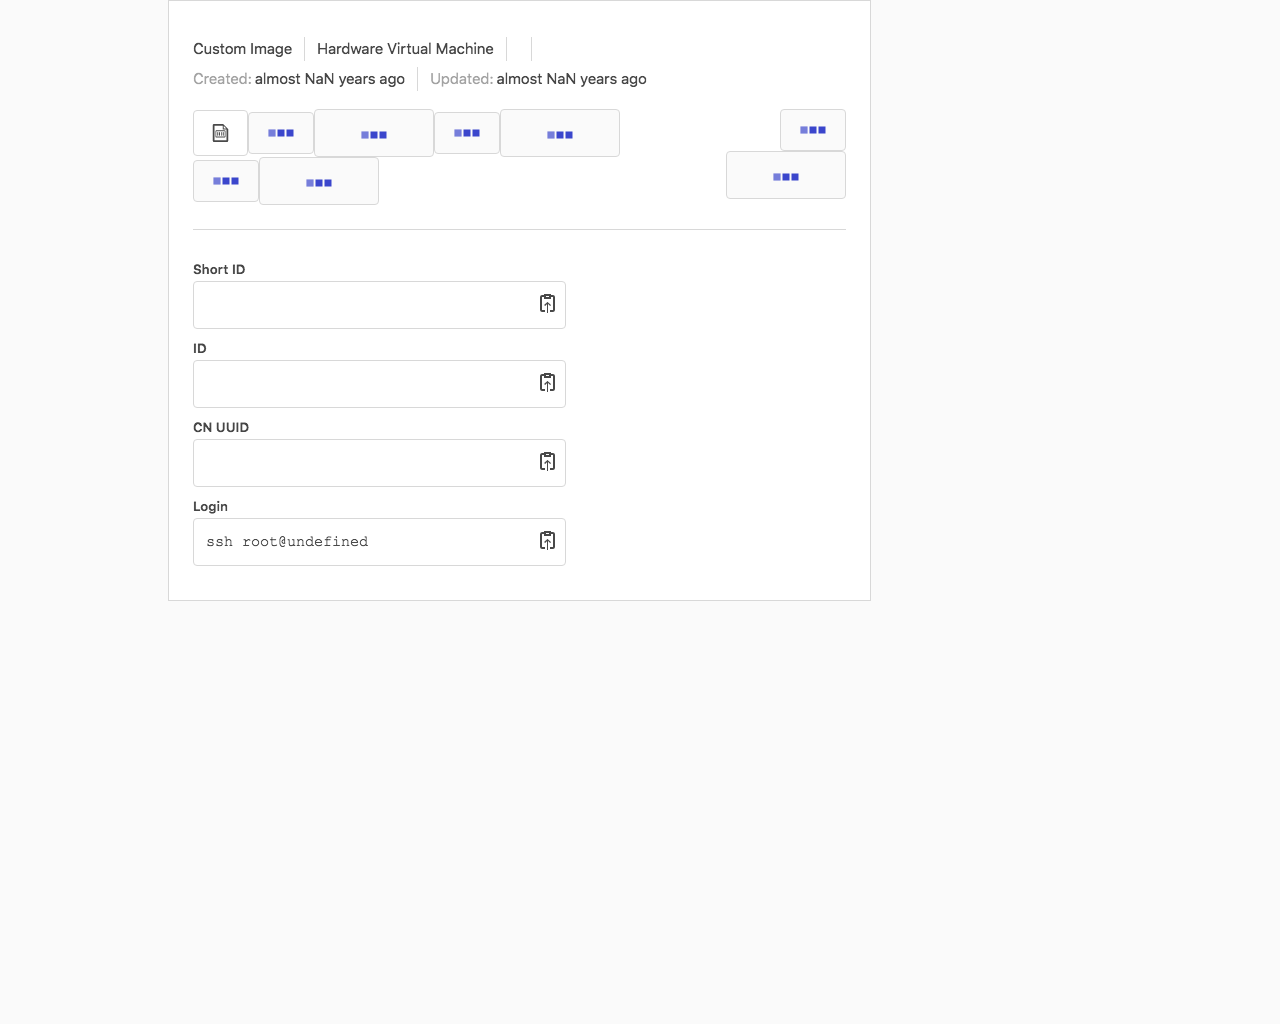 Custom Image Hardware Virtual Machine
Created: almost NaN years ago Updated: almost NaN years ago
Short ID
ID
CN UUID
Login
ssh root@undefined